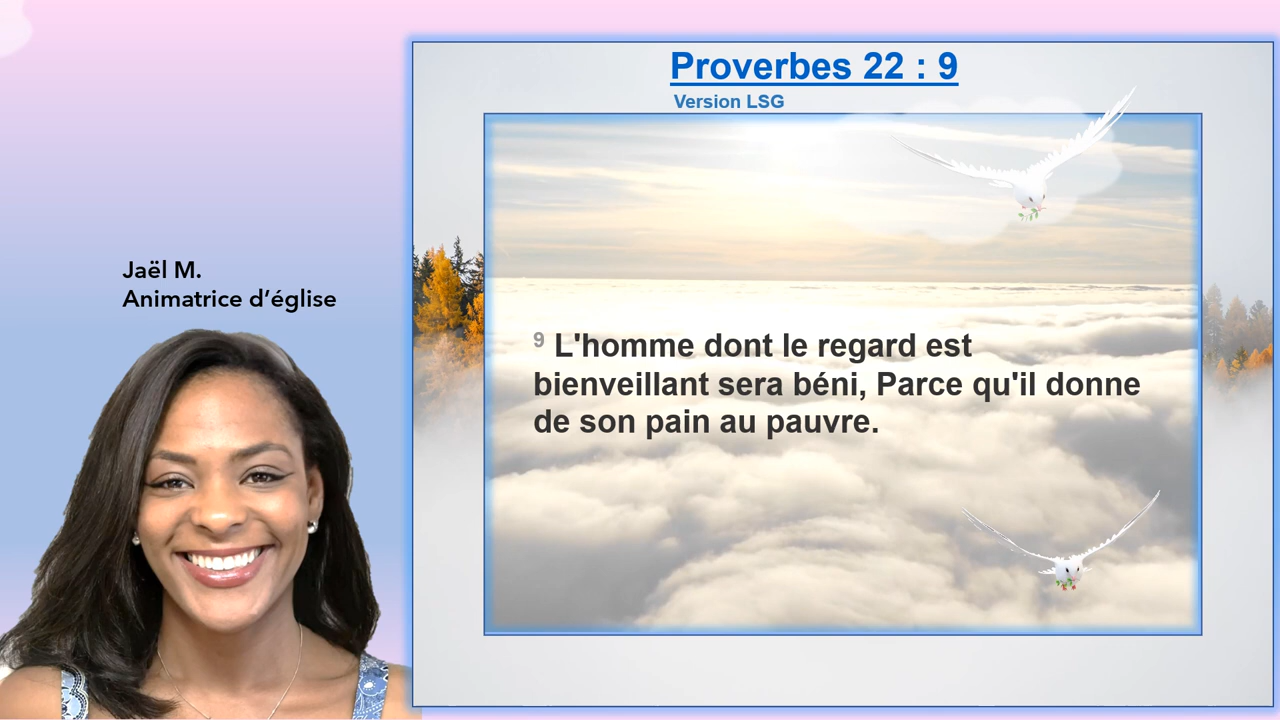 Proverbes 22 : 9
Version LSG
Jaël M.
Animatrice d’église
9 L'homme dont le regard est
bienveillant sera béni, Parce qu'il donne
de son pain au pauvre.